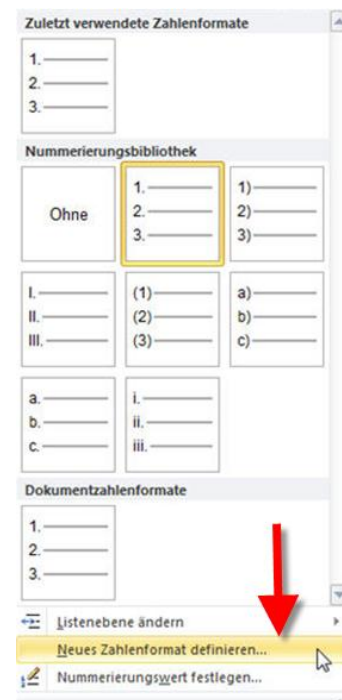 Zuletzt verwendete Zahlenformate
1.
2.
3.
Nummerierungsbibliothek
Ohne
1.
2.
3.
1)
2)
3)
I.
II.
III.
(1)
(2)
(3)
a)
b)
c)
a.
b.
c.
i.
ii.
iii.
Dokumentzahlenformate
1.
2.
3.
Listenebene ändern
Neues Zahlenformat definieren...
Nummerierungswert festlegen...